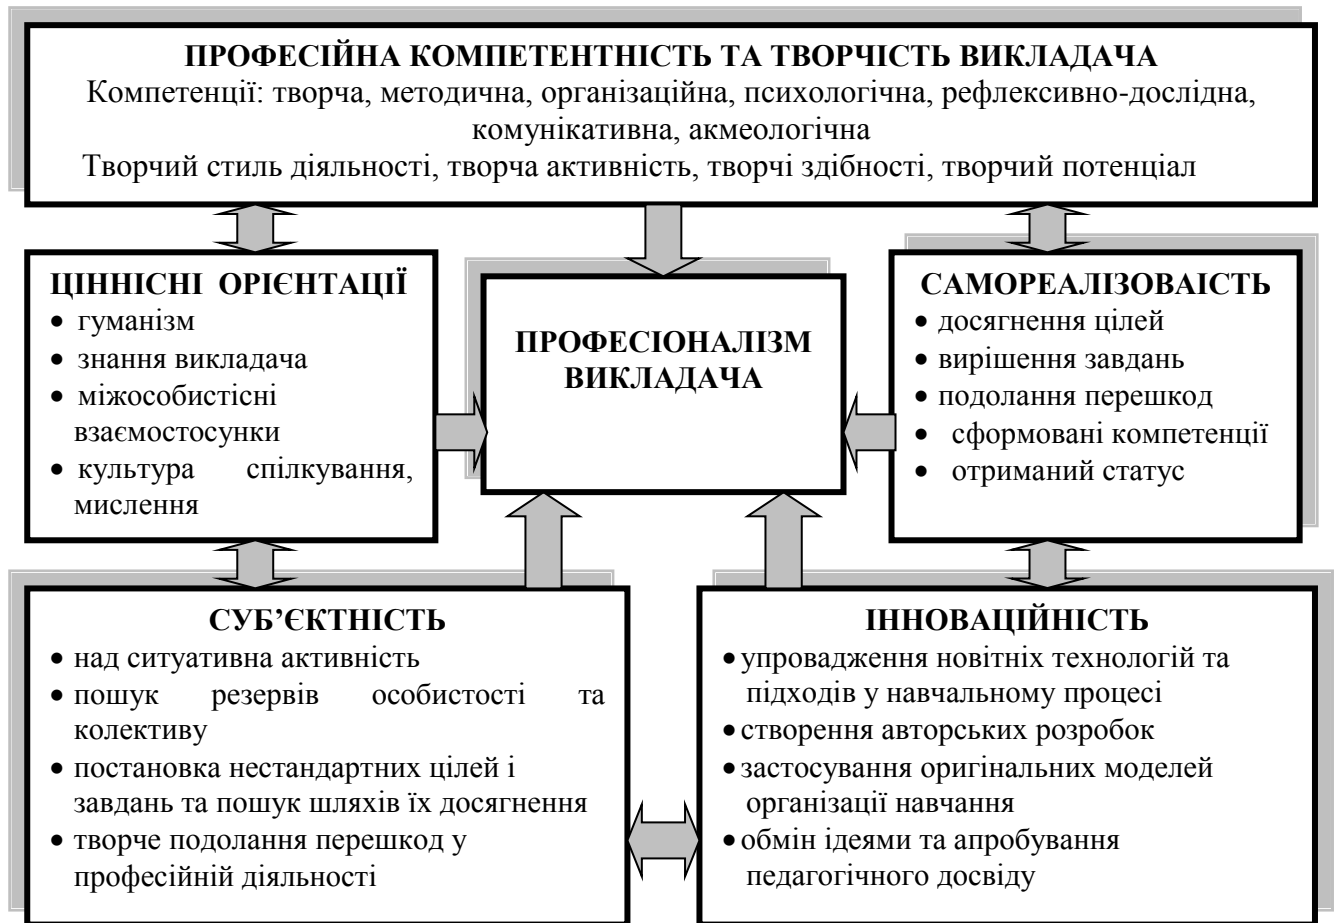 ПРОФЕСІЙНА КОМПЕТЕНТНІСТЬ ТА ТВОРЧІСТЬ ВИКЛАДАЧА
Компетенції: творча, методична, організаційна, психологічна, рефлексивно-дослідна,
комунікативна, акмеологічна
Творчий стиль діяльності, творча активність, творчі здібності, творчий потенціал
ЦІННІСНІ ОРІЄНТАЦІЇ
• гуманізм
• знання викладача
• міжособистісні
взаємостосунки
• культура спілкування,
мислення
ПРОФЕСІОНАЛІЗМ
ВИКЛАДАЧА
САМОРЕАЛІЗОВАІСТЬ
• досягнення цілей
• вирішення завдань
• подолання перешкод
• сформовані компетенції
• отриманий статус
СУБ’ЄКТНІСТЬ
• над ситуативна активність
• пошук резервів особистості та
колективу
• постановка нестандартних цілей і
завдань та пошук шляхів їх досягнення
• творче подолання перешкод у
професійній діяльності
ІННОВАЦІЙНІСТЬ
• упровадження новітніх технологій та
підходів у навчальному процесі
• створення авторських розробок
• застосування оригінальних моделей
організації навчання
• обмін ідеями та апробування
педагогічного досвіду